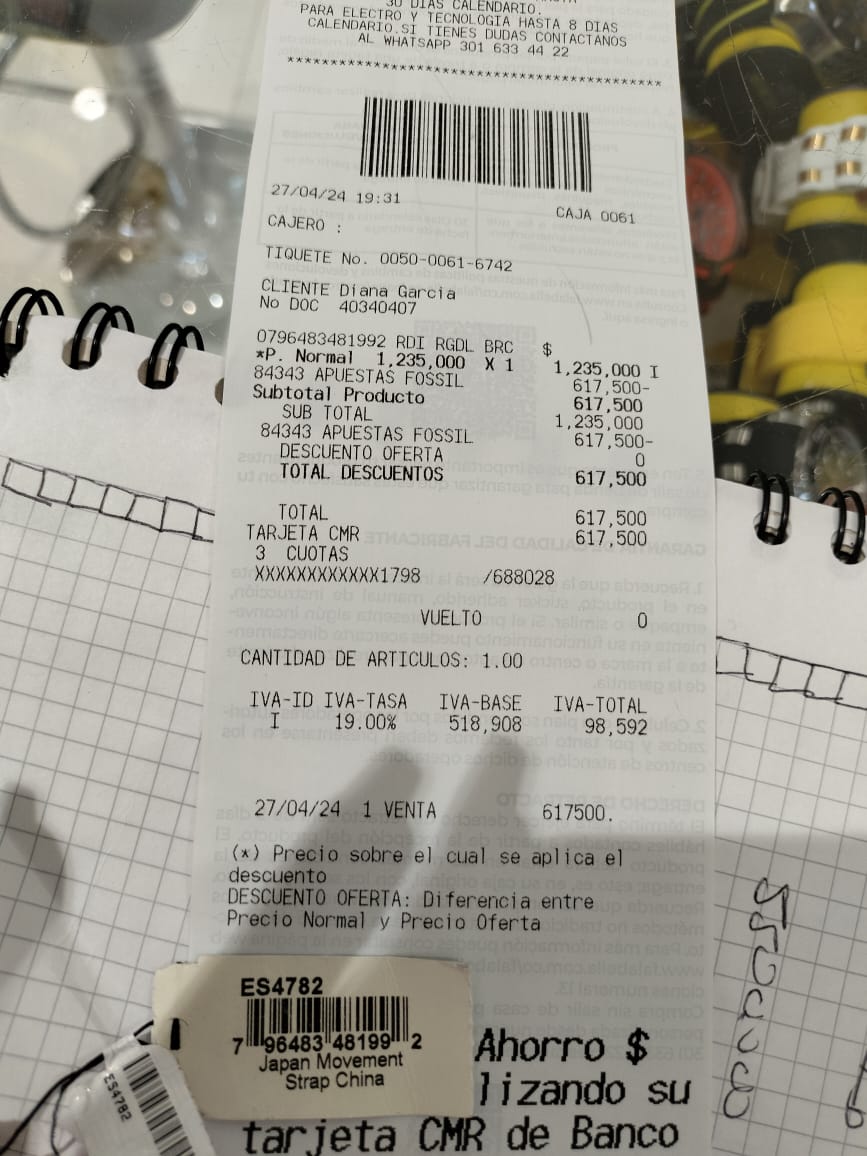 30 DIAS CALENDARIO.
PARA ELECTRO Y TECNOLOGIA HASTA 8 DIAS
CALENDARIO.SI TIENES DUDAS CONTACTANOS
AL WHATSAPP 301 633 44 22
******************************************
27/04/24 19:31 CAJA 0061
CAJERO :
TIQUETE No. 0050-0061-6742
CLIENTE Diana Garcia
No DOC 40340407
0796483481992 RDI RGDL BRC $
*P. Normal 1,235,000 X 1 1,235,000 I
84343 APUESTAS FOSSIL 617,500-
Subtotal Producto 617,500
SUB TOTAL 1,235,000
84343 APUESTAS FOSSIL 617,500-
DESCUENTO OFERTA 0
TOTAL DESCUENTOS 617,500
TOTAL 617,500
TARJETA CMR 617,500
3 CUOTAS
XXXXXXXXXXXX1798 /688028
VUELTO 0
CANTIDAD DE ARTICULOS: 1.00
IVA-ID IVA-TASA IVA-BASE IVA-TOTAL
I 19.00% 518,908 98,592
27/04/24 1 VENTA 617500.
(*) Precio sobre el cual se aplica el
descuento
DESCUENTO OFERTA: Diferencia entre
Precio Normal y Precio Oferta
ES4782
7 96483 48199 2
Japan Movement
Strap China
ES4782
Ahorro $
lizando su
tarjeta CMR de Banco